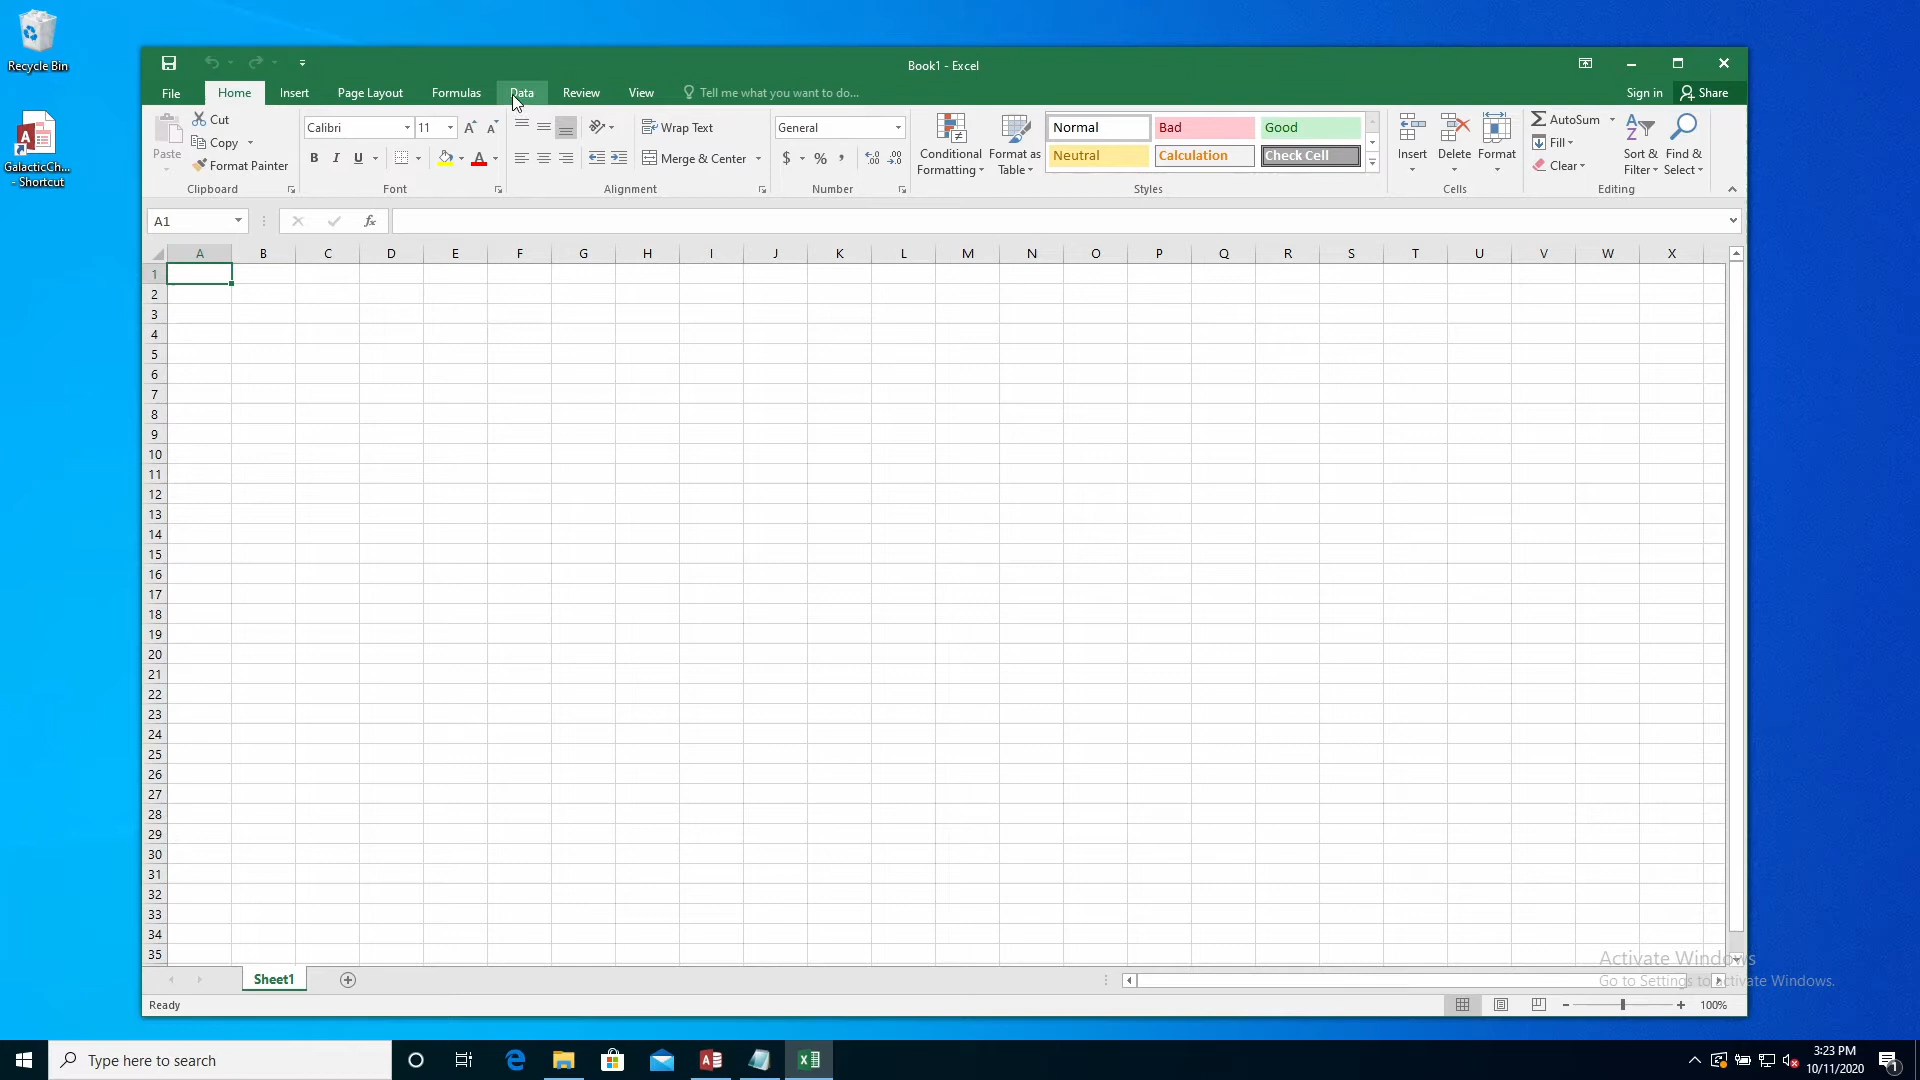 Recycle Bin
GalacticCh...
- Shortcut
Book1 - Excel
File Home Insert Page Layout Formulas Data Review View Tell me what you want to do... Sign in Share
Paste
Cut
Copy
Format Painter
Clipboard
Calibri 11 A A
B I U A
Font
Wrap Text
Merge & Center
Alignment
General
$ % ,
Number
Conditional
Formatting
Format as
Table
Normal Bad Good
Neutral Calculation Check Cell
Styles
Insert Delete Format
Cells
AutoSum
Fill
Clear
Sort &
Filter
Find &
Select
Editing
A1 fx
A B C D E F G H I J K L M N O P Q R S T U V W X
1
2
3
4
5
6
7
8
9
10
11
12
13
14
15
16
17
18
19
20
21
22
23
24
25
26
27
28
29
30
31
32
33
34
35
Activate Windows
Go to Settings to Activate Windows.
Sheet1
Ready 100%
Type here to search
3:23 PM
10/11/2020
1